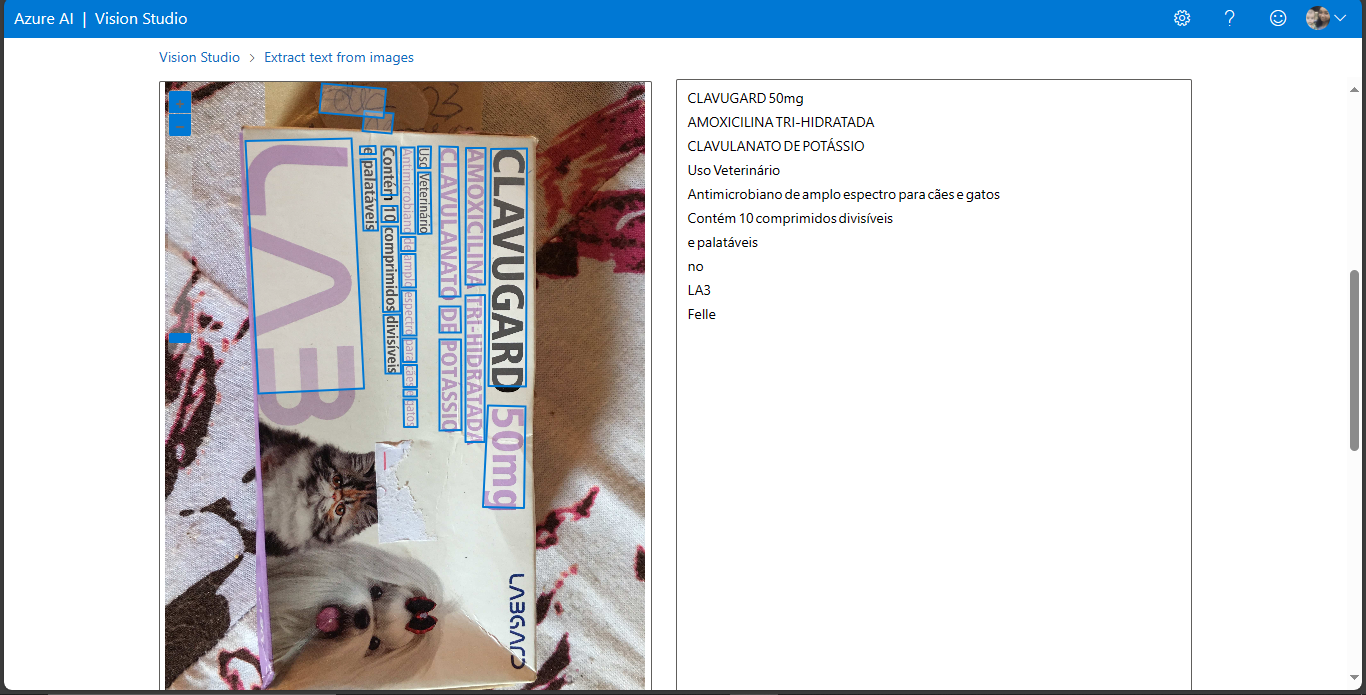 Azure AI | Vision Studio
Vision Studio > Extract text from images
CLAVUGARD 50mg
AMOXICILINA TRI-HIDRATADA
CLAVULANATO DE POTÁSSIO
Uso Veterinário
Antimicrobiano de amplo espectro para cães e gatos
Contém 10 comprimidos divisíveis
e palatáveis
LAB
LABGARD
23
CLAVUGARD 50mg
AMOXICILINA TRI-HIDRATADA
CLAVULANATO DE POTÁSSIO
Uso Veterinário
Antimicrobiano de amplo espectro para cães e gatos
Contém 10 comprimidos divisíveis
e palatáveis
no
LA3
Felle